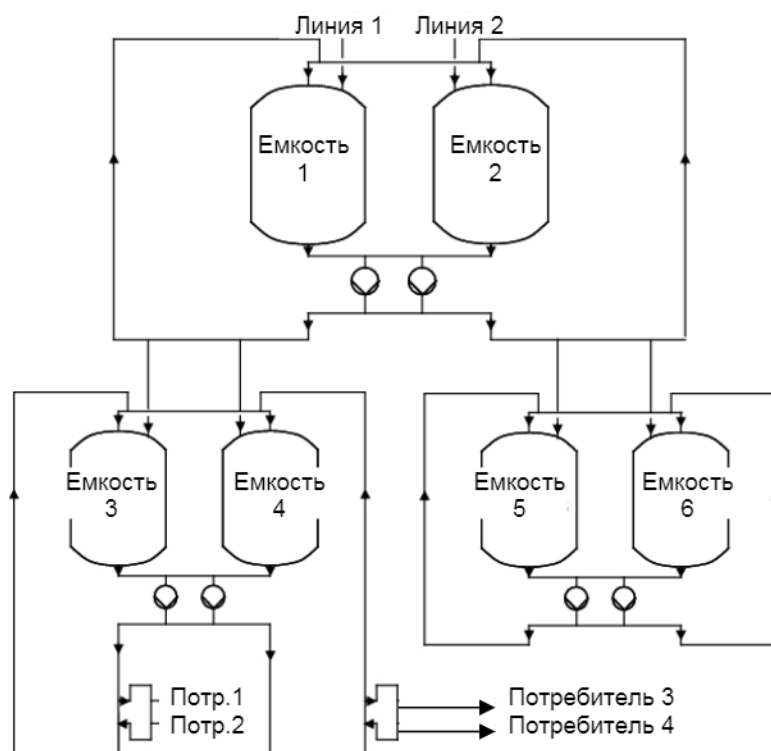 Линия 1 Линия 2
Емкость
1
Емкость
2
Емкость
3
Емкость
4
Емкость
5
Емкость
6
Потр.1
Потр.2
Потребитель 3
Потребитель 4